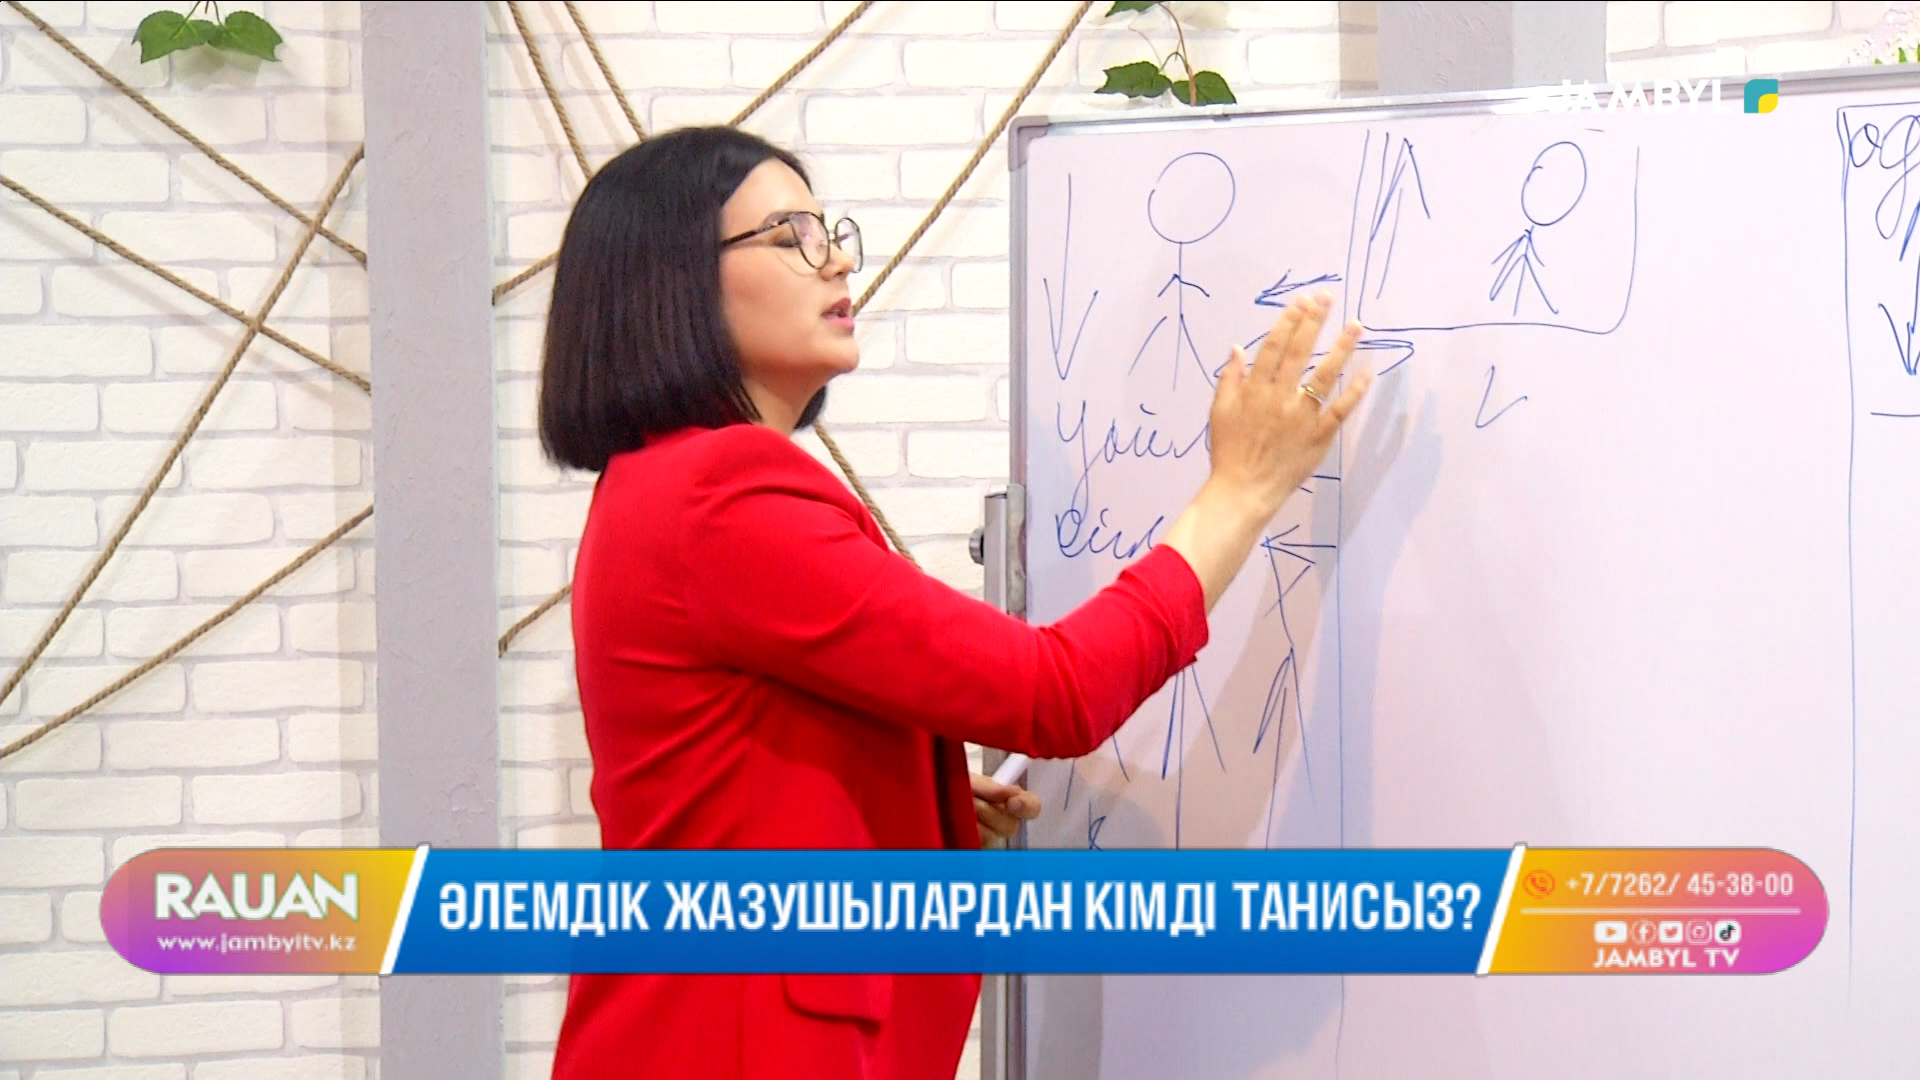 JAMBYL
RAUAN
www.jambyltv.kz
ӘЛЕМДІК ЖАЗУШЫЛАРДАН КІМДІ ТАНИСЫЗ?
+7/7262/ 45-38-00
JAMBYL TV